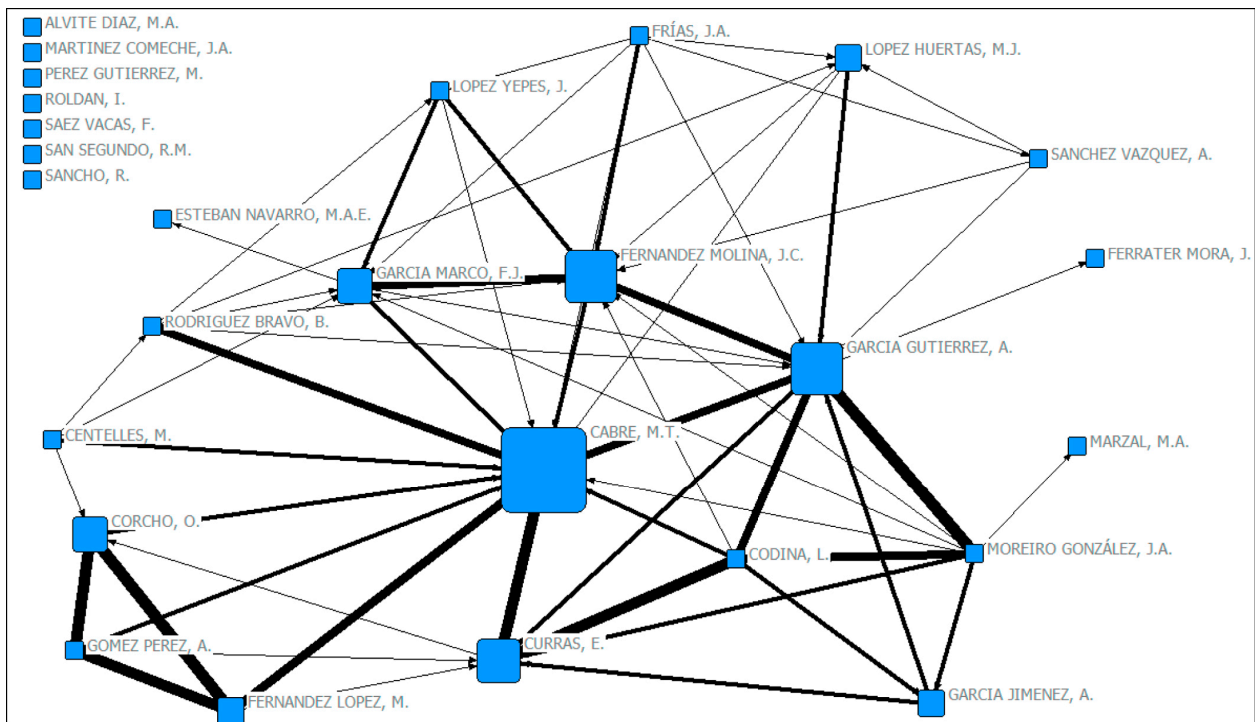 ALVITE DIAZ, M.A.
MARTINEZ COMECHE, J.A.
PEREZ GUTIERREZ, M.
ROLDAN, I.
SAEZ VACAS, F.
SAN SEGUNDO, R.M.
SANCHO, R.
FRÍAS, J.A.
LOPEZ HUERTAS, M.J.
LOPEZ YEPES, J.
SANCHEZ VAZQUEZ, A.
ESTEBAN NAVARRO, M.A.E.
FERNANDEZ MOLINA, J.C.
FERRATER MORA, J.
GARCIA MARCO, F.J.
RODRIGUEZ BRAVO, B.
GARCIA GUTIERREZ, A.
CENTELLES, M.
CABRE, M.T.
MARZAL, M.A.
CORCHO, O.
CODINA, L.
MOREIRO GONZÁLEZ, J.A.
GOMEZ PEREZ, A.
CURRAS, E.
FERNANDEZ LOPEZ, M.
GARCIA JIMENEZ, A.